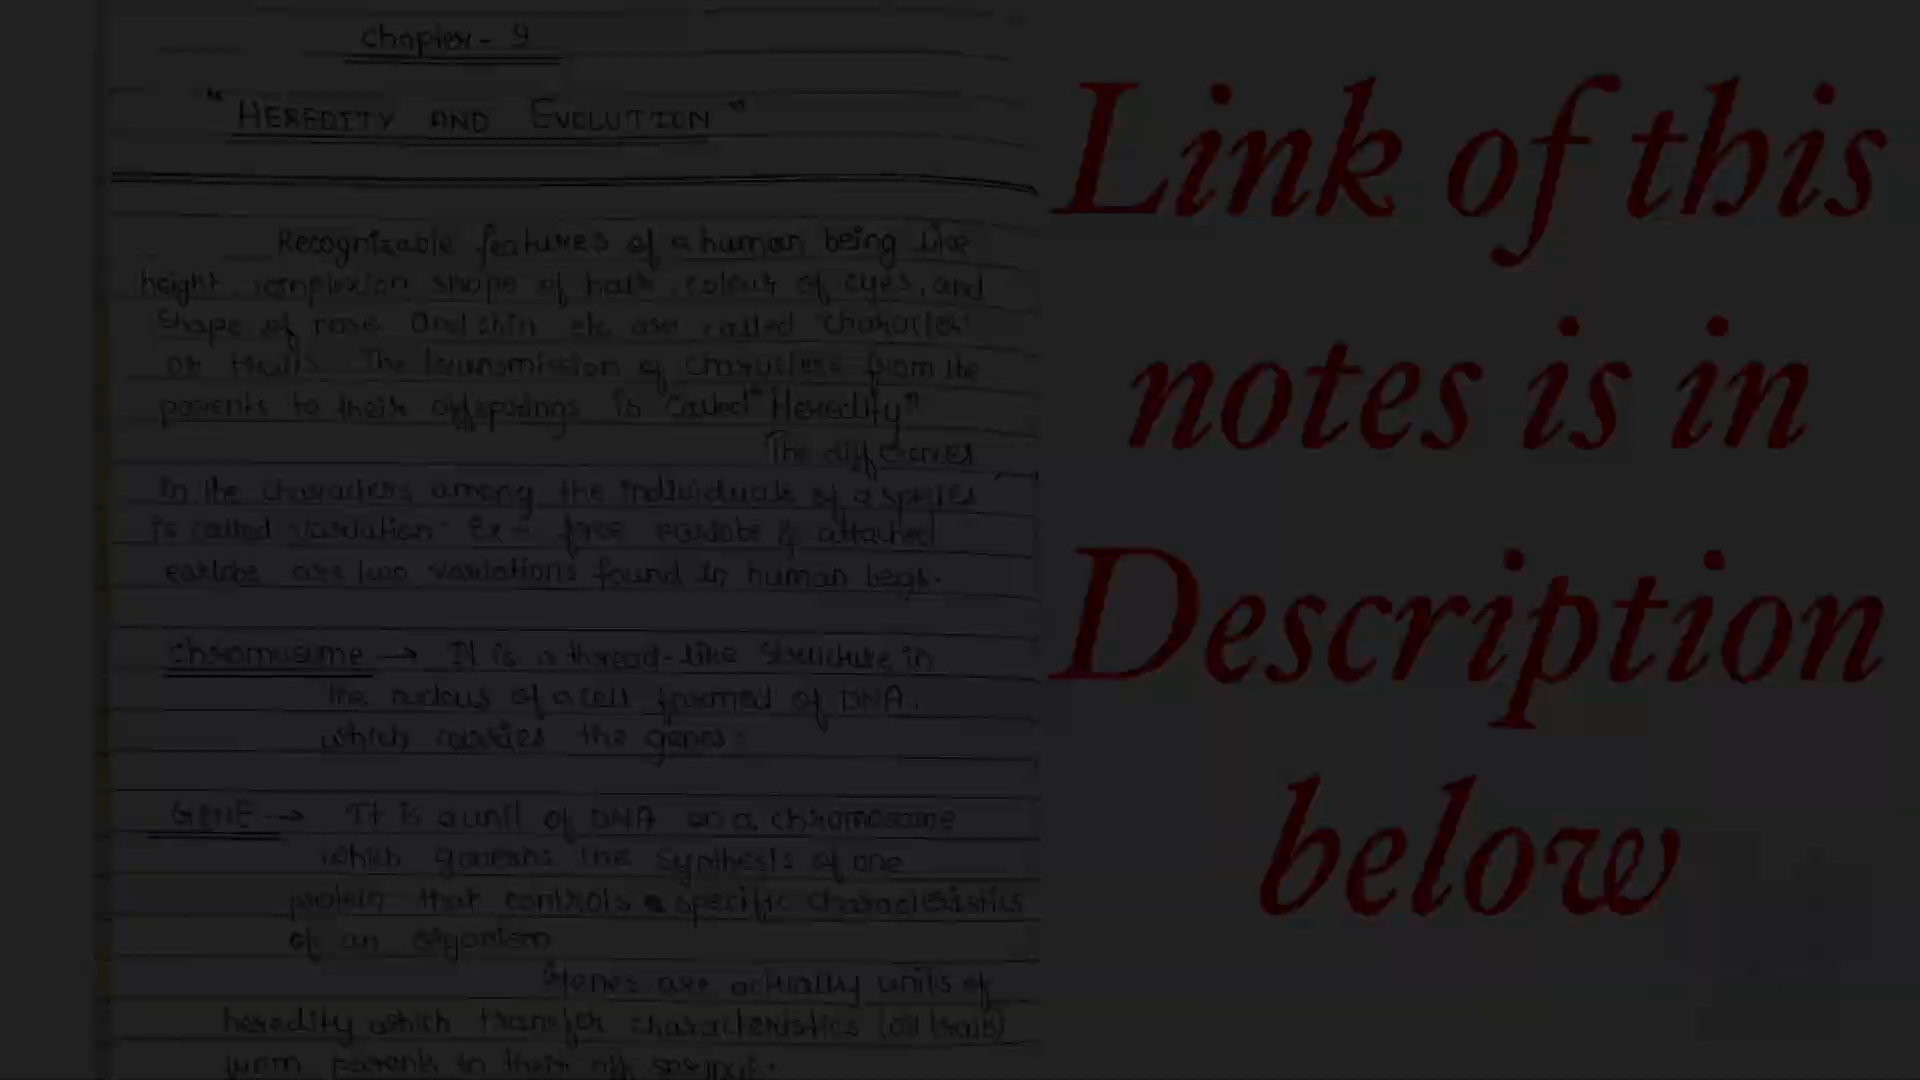 Chapter - 9
"HEREDITY AND EVOLUTION"
Recognizable features of a human being like
height, complexion shape of hair, colour of eyes, and
shape of nose and chin etc are called 'character'
or traits. The transmission of characters from the
parents to their offsprings is called "Heredity"
The differences
in the characters among the individuals of a species
is called variation. Ex - free earlobe & attached
earlobe are two variations found in human
Chromosome → It is a thread-like structure in
the nucleus of a cell formed of DNA.
which carries the genes.
GENE → It is a unit of DNA on a chromosome
which governs the synthesis of one
protein that controls a specific characteristics
of an organism
Genes are actually units of
heredity which transfer characteristics (or traits)
from parents to their
Link of this
notes is in
Description
below